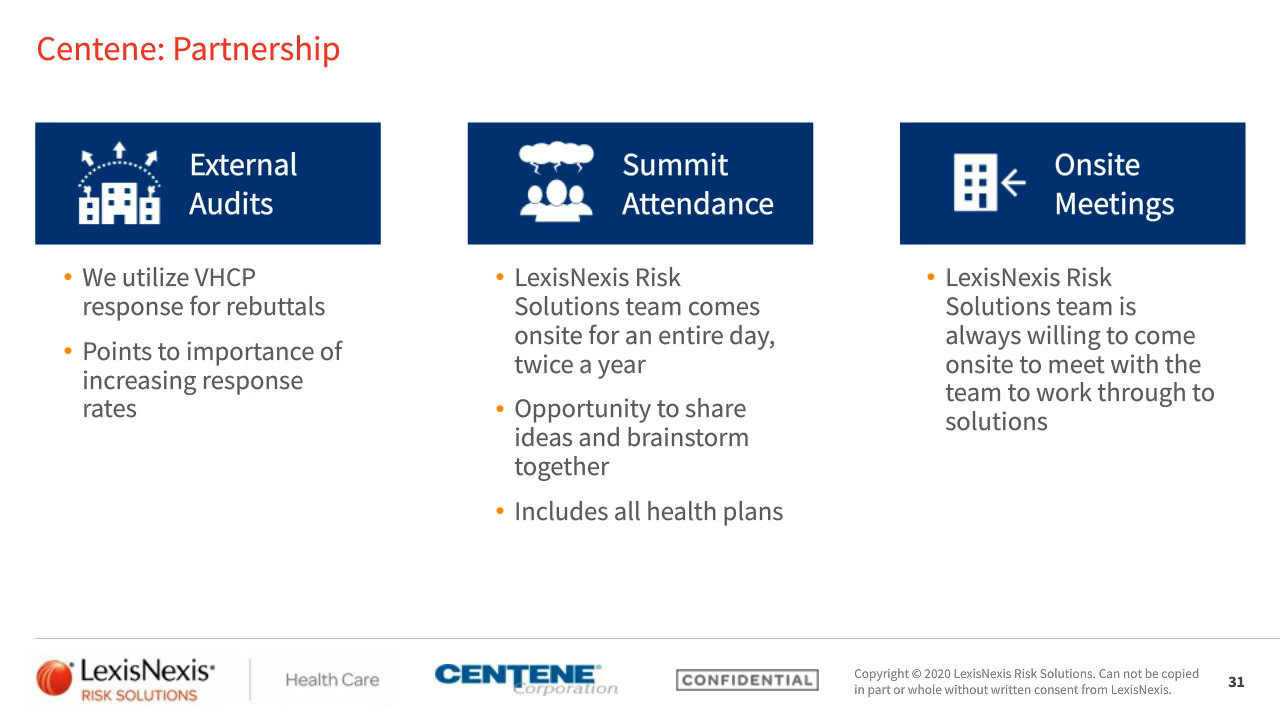 Centene: Partnership
External
Audits
• We utilize VHCP
response for rebuttals
• Points to importance of
increasing response
rates
Summit
Attendance
• LexisNexis Risk
Solutions team comes
onsite for an entire day,
twice a year
• Opportunity to share
ideas and brainstorm
together
• Includes all health plans
Onsite
Meetings
• LexisNexis Risk
Solutions team is
always willing to come
onsite to meet with the
team to work through to
solutions
LexisNexis®
RISK SOLUTIONS
Health Care
CENTENE®
Corporation
CONFIDENTIAL
Copyright © 2020 LexisNexis Risk Solutions. Can not be copied
in part or whole without written consent from LexisNexis.
31